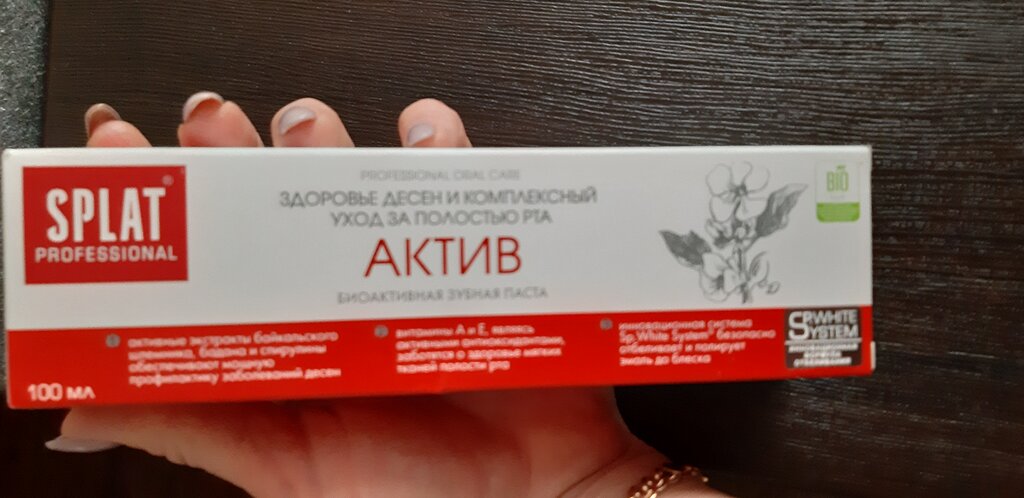 SPLAT®
PROFESSIONAL
PROFESSIONAL ORAL CARE
ЗДОРОВЬЕ ДЕСЕН И КОМПЛЕКСНЫЙ
УХОД ЗА ПОЛОСТЬЮ РТА
АКТИВ
БИОАКТИВНАЯ ЗУБНАЯ ПАСТА
BIO
активные экстракты байкальского
шлемника, бадана и спирулины
обеспечивают мощную
профилактику заболеваний десен
витамины А и Е, являясь
активными антиоксидантами,
заботятся о здоровье мягких
тканей полости рта
инновационная система
Sp.White System® безопасно
отбеливает и полирует
эмаль до блеска
SP.WHITE
SYSTEM
100 МЛ